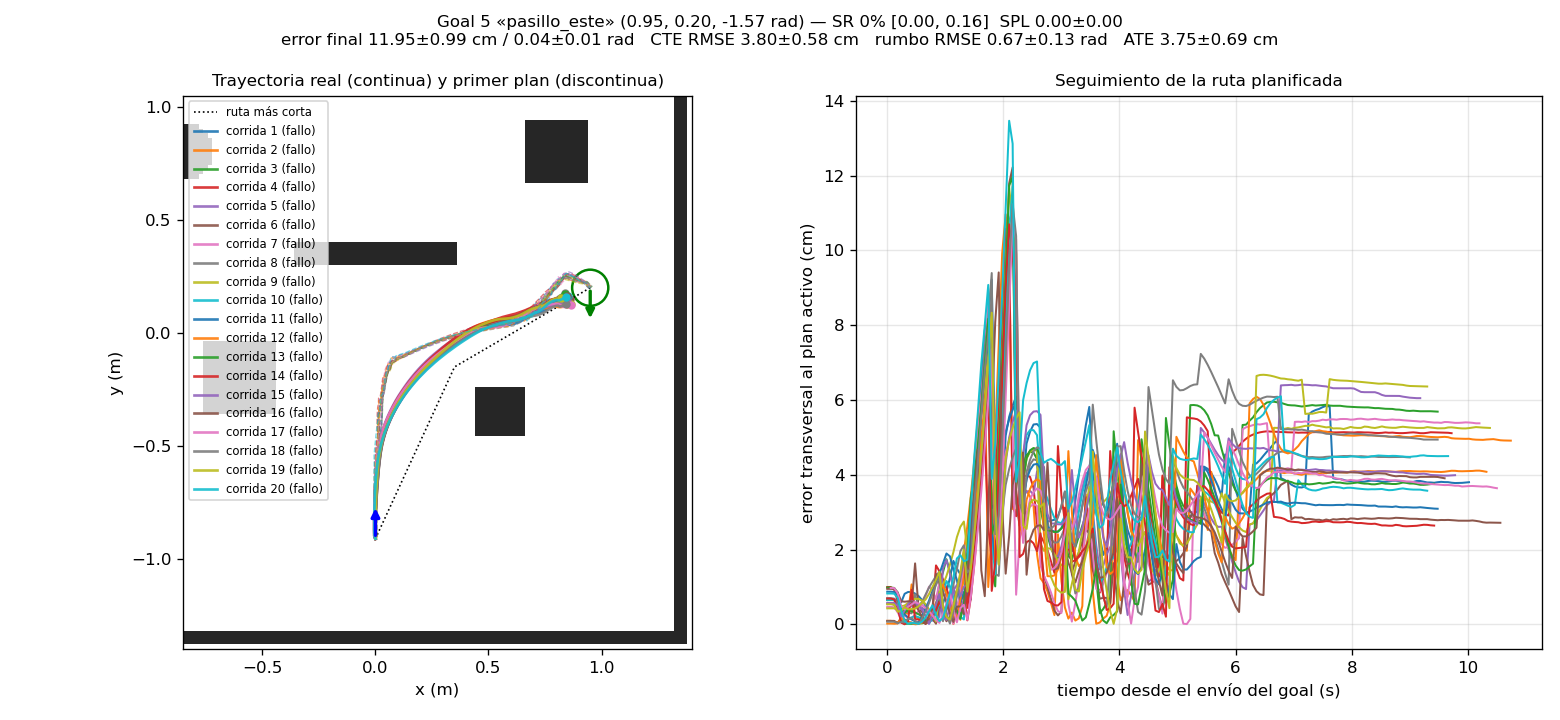 Goal 5 «pasillo_este» (0.95, 0.20, -1.57 rad) — SR 0% [0.00, 0.16]  SPL 0.00±0.00
error final 11.95±0.99 cm / 0.04±0.01 rad   CTE RMSE 3.80±0.58 cm   rumbo RMSE 0.67±0.13 rad   ATE 3.75±0.69 cm
Trayectoria real (continua) y primer plan (discontinua)
1.0
0.5
0.0
−0.5
−1.0
y (m)
ruta más corta
corrida 1 (fallo)
corrida 2 (fallo)
corrida 3 (fallo)
corrida 4 (fallo)
corrida 5 (fallo)
corrida 6 (fallo)
corrida 7 (fallo)
corrida 8 (fallo)
corrida 9 (fallo)
corrida 10 (fallo)
corrida 11 (fallo)
corrida 12 (fallo)
corrida 13 (fallo)
corrida 14 (fallo)
corrida 15 (fallo)
corrida 16 (fallo)
corrida 17 (fallo)
corrida 18 (fallo)
corrida 19 (fallo)
corrida 20 (fallo)
−0.5 0.0 0.5 1.0
x (m)
Seguimiento de la ruta planificada
14
12
10
8
6
4
2
0
error transversal al plan activo (cm)
0 2 4 6 8 10
tiempo desde el envío del goal (s)